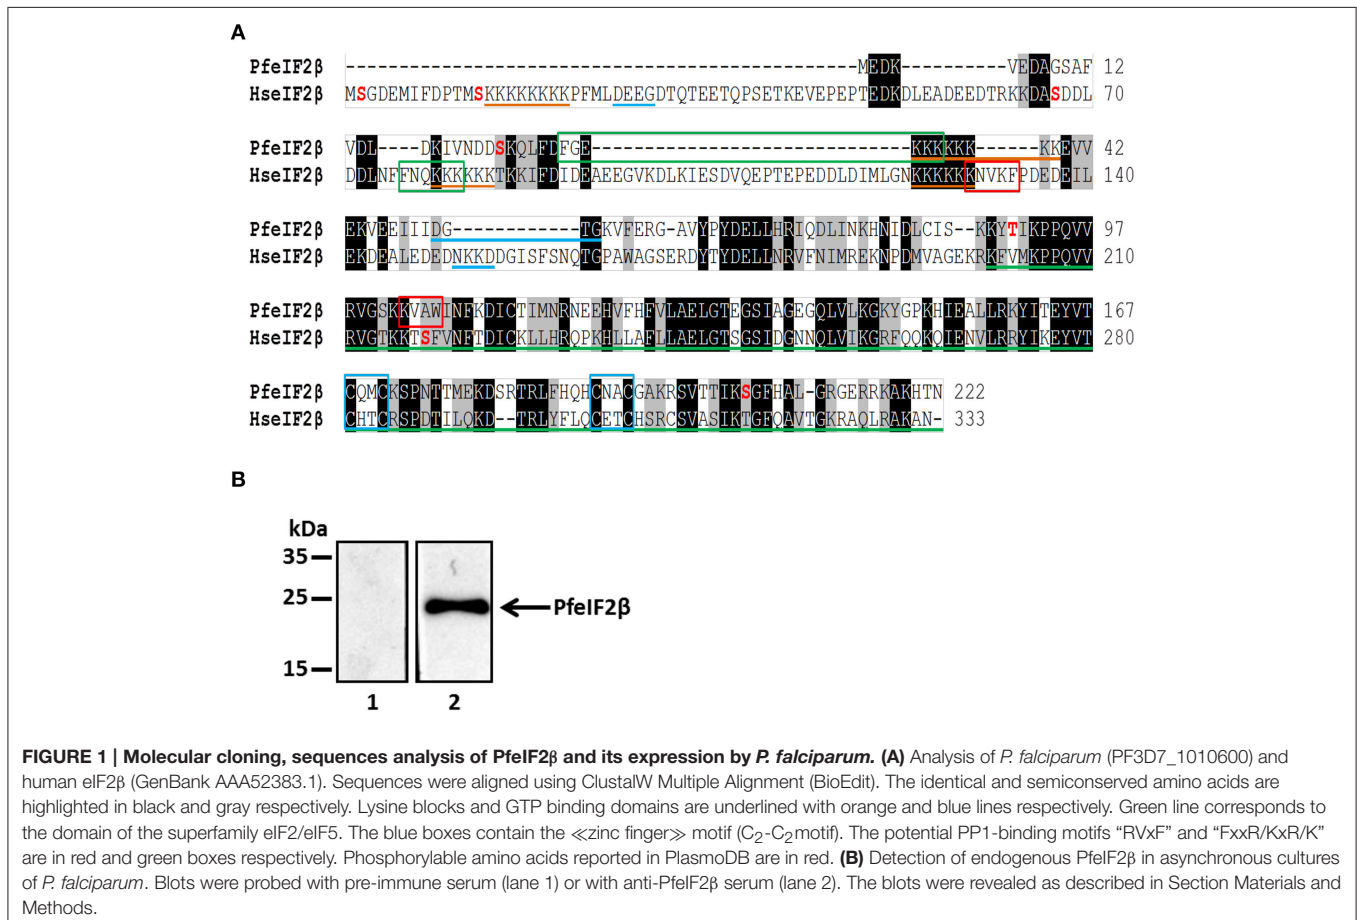 A
PfeIF2β ------------------------------------------------MEDK----------VEDAGSAF 12
HseIF2β MSGDEMIFDPTMSKKKKKKKKPFMLDEEGDTQTEETQPSETKEVEPEPTEDKDLEADEEDTRKKDASDDL 70
PfeIF2β VDL----DKIVNDDSKQLFDFGE------------------------------KKKKKK------KKEVV 42
HseIF2β DDLNFFNQKKKKKKTKKIFDIDEAEEGVKDLKIESDVQEPTEPEDDLDIMLGNKKKKKKNVKFPDEDEIL 140
PfeIF2β EKVEEIIIDG------------TGKVFERG-AVYPYDELLHRIQDLINKHNIDLCIS--KKYTIKPPQVV 97
HseIF2β EKDEALEDEDNKKDDGISFSNQTGPAWAGSERDYTYDELLNRVFNIMREKNPDMVAGEKRKFVMKPPQVV 210
PfeIF2β RVGSKKVAWINFKDICTIMNRNEEHVFHFVLAELGTEGSIAGEGQLVLKGKYGPKHIEALLRKYITEYVT 167
HseIF2β RVGTKKTSFVNFTDICKLLHRQPKHLLAFLLAELGTSGSIDGNNQLVIKGRFQQKQIENVLRRYIKEYVT 280
PfeIF2β CQMCKSPNTTMEKDSRTRLFHQHCNACGAKRSVTTIKSGFHAL-GRGERRKAKHTN 222
HseIF2β CHTCRSPDTILQKD--TRLYFLQCETCHSRCSVASIKTGFQAVTGKRAQLRAKAN- 333
B
kDa
35
25
PfeIF2β
15
1 2
FIGURE 1 | Molecular cloning, sequences analysis of PfeIF2β and its expression by P. falciparum. (A) Analysis of P. falciparum (PF3D7_1010600) and
human eIF2β (GenBank AAA52383.1). Sequences were aligned using ClustalW Multiple Alignment (BioEdit). The identical and semiconserved amino acids are
highlighted in black and gray respectively. Lysine blocks and GTP binding domains are underlined with orange and blue lines respectively. Green line corresponds to
the domain of the superfamily eIF2/eIF5. The blue boxes contain the ≪zinc finger≫ motif (C₂-C₂motif). The potential PP1-binding motifs “RVxF” and “FxxR/KxR/K”
are in red and green boxes respectively. Phosphorylable amino acids reported in PlasmoDB are in red. (B) Detection of endogenous PfeIF2β in asynchronous cultures
of P. falciparum. Blots were probed with pre-immune serum (lane 1) or with anti-PfeIF2β serum (lane 2). The blots were revealed as described in Section Materials and
Methods.